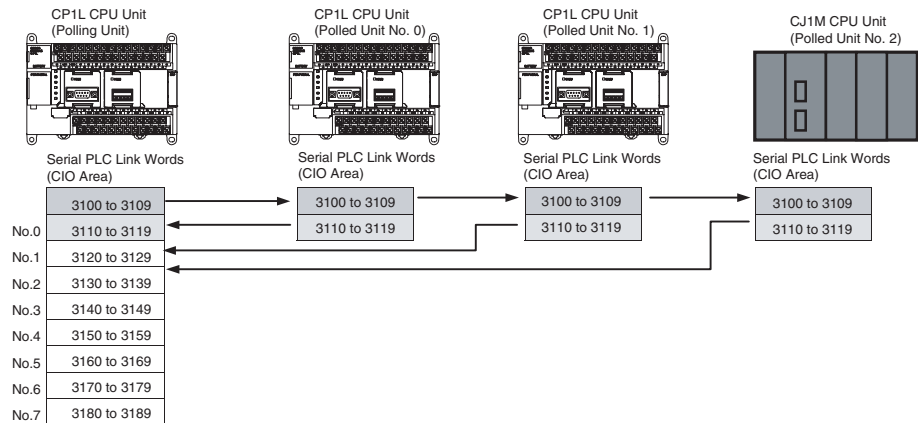 CP1L CPU Unit
(Polling Unit)
CP1L CPU Unit
(Polled Unit No. 0)
CP1L CPU Unit
(Polled Unit No. 1)
CJ1M CPU Unit
(Polled Unit No. 2)
Serial PLC Link Words
(CIO Area)
Serial PLC Link Words
(CIO Area)
Serial PLC Link Words
(CIO Area)
Serial PLC Link Words
(CIO Area)
3100 to 3109
3100 to 3109
3100 to 3109
3100 to 3109
No.0 3110 to 3119
3110 to 3119
3110 to 3119
3110 to 3119
No.1 3120 to 3129
No.2 3130 to 3139
No.3 3140 to 3149
No.4 3150 to 3159
No.5 3160 to 3169
No.6 3170 to 3179
No.7 3180 to 3189